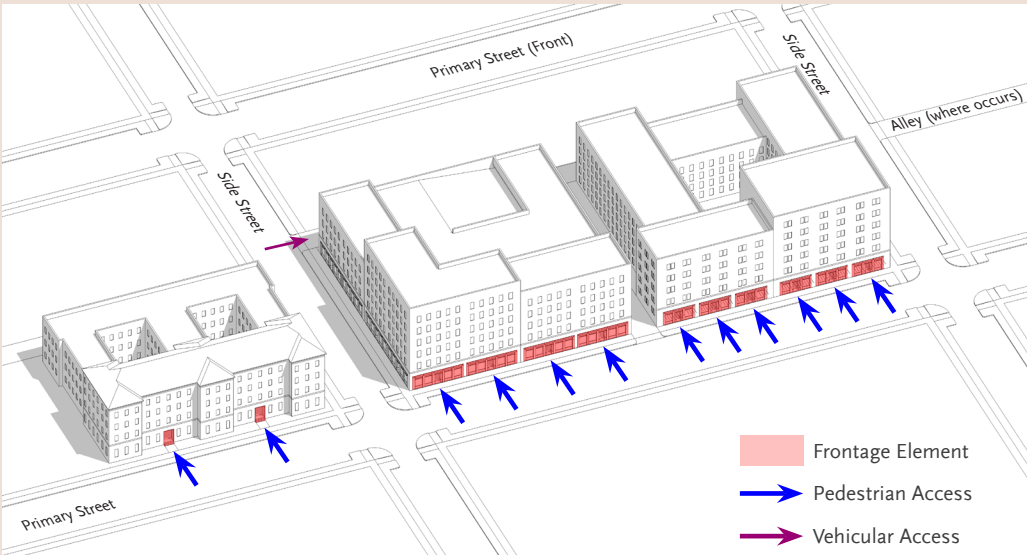 Primary Street (Front)
Side Street
Alley (where occurs)
Side Street
Primary Street
Frontage Element
Pedestrian Access
Vehicular Access